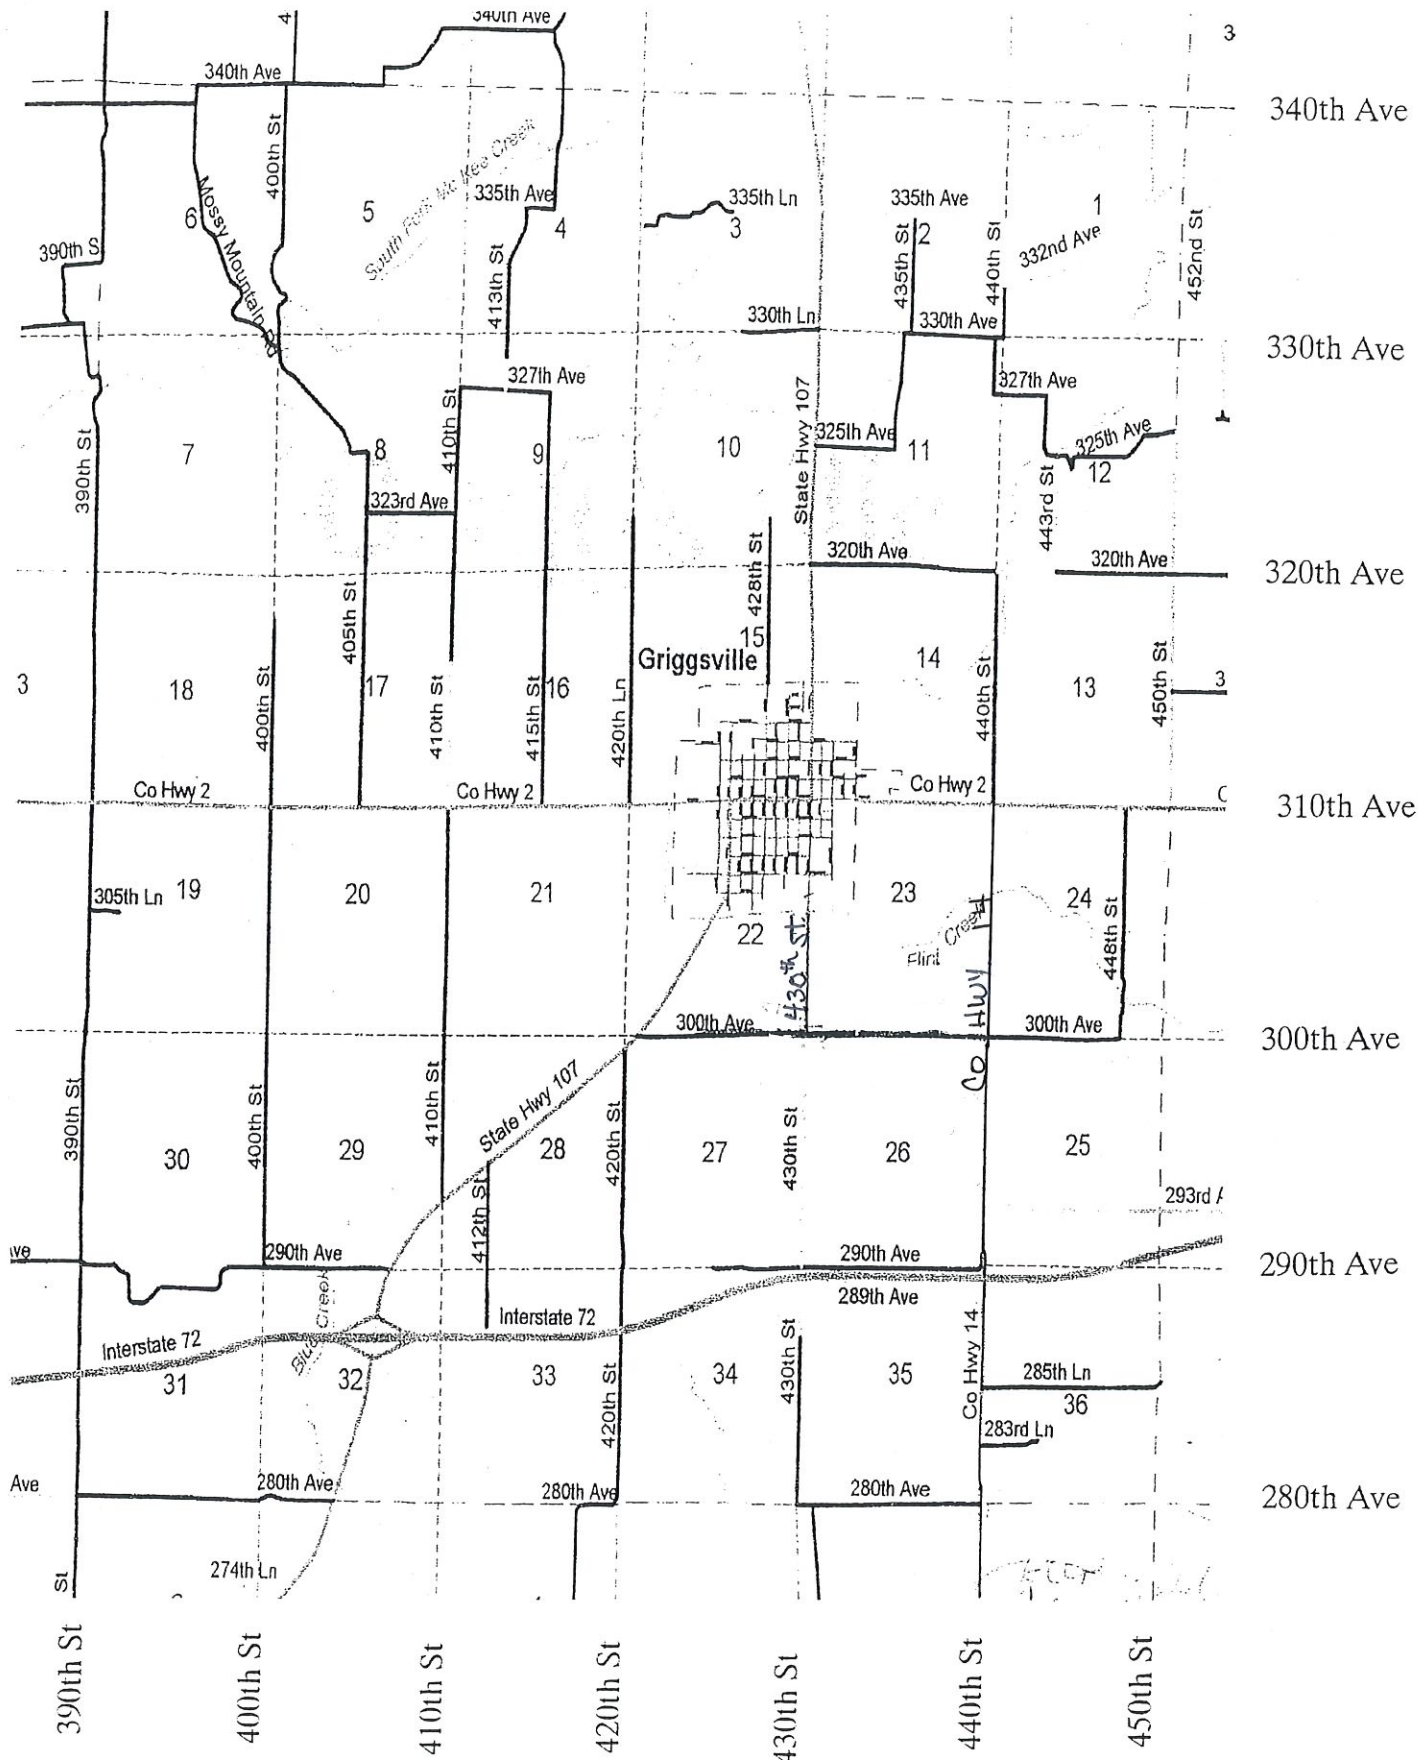 4
340th Ave
3
340th Ave
340th Ave
400th St
South Fork Mc Kee Creek
Mossy Mountain Rd
6
5
335th Ave
4
335th Ln
3
335th Ave
2
1
332nd Ave
435th St
440th St
452nd St
390th S
413th St
330th Ln
330th Ave
330th Ave
327th Ave
327th Ave
State Hwy 107
390th St
7
8
410th St
9
10
325th Ave
11
325th Ave
12
443rd St
323rd Ave
320th Ave
320th Ave
320th Ave
405th St
428th St
15
Griggsville
14
3
18
400th St
17
410th St
415th St
16
420th Ln
440th St
13
450th St
3
Co Hwy 2
Co Hwy 2
Co Hwy 2
C
310th Ave
305th Ln
19
20
21
22
430th St
23
Flint Creek
24
448th St
Co Hwy
300th Ave
300th Ave
300th Ave
390th St
400th St
410th St
State Hwy 107
30
29
28
420th St
27
430th St
26
25
293rd A
412th St
ve
290th Ave
290th Ave
290th Ave
289th Ave
Blue Creek
Interstate 72
Interstate 72
31
32
33
420th St
34
430th St
35
Co Hwy 14
285th Ln
36
283rd Ln
Ave
280th Ave
280th Ave
280th Ave
280th Ave
St
274th Ln
390th St
400th St
410th St
420th St
430th St
440th St
450th St